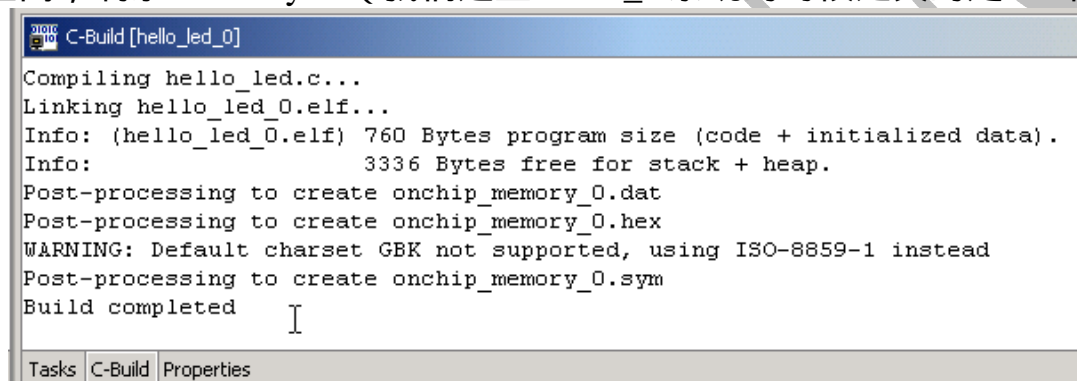 C-Build [hello_led_0]
Compiling hello_led.c...
Linking hello_led_0.elf...
Info: (hello_led_0.elf) 760 Bytes program size (code + initialized data).
Info: 3336 Bytes free for stack + heap.
Post-processing to create onchip_memory_0.dat
Post-processing to create onchip_memory_0.hex
WARNING: Default charset GBK not supported, using ISO-8859-1 instead
Post-processing to create onchip_memory_0.sym
Build completed
Tasks C-Build Properties